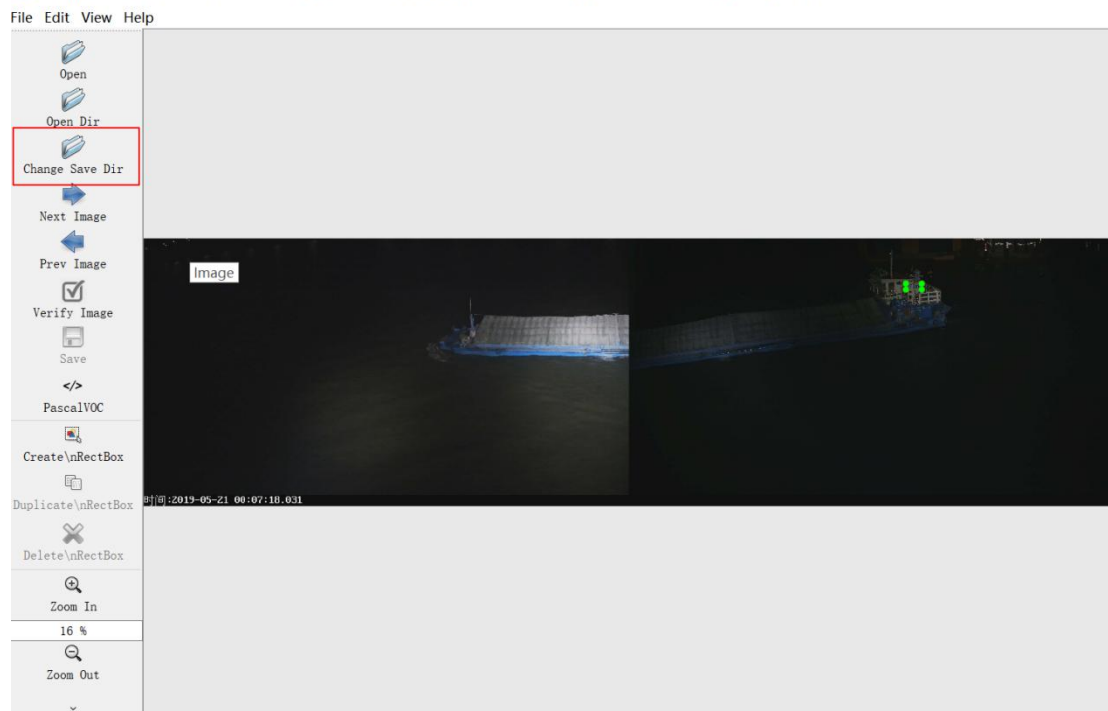 File Edit View Help
Open
Open Dir
Change Save Dir
Next Image
Prev Image
Verify Image
Save
</>
PascalVOC
Create\nRectBox
Duplicate\nRectBox
Delete\nRectBox
Zoom In
16 %
Zoom Out
Image
时间:2019-05-21 00:07:18.031